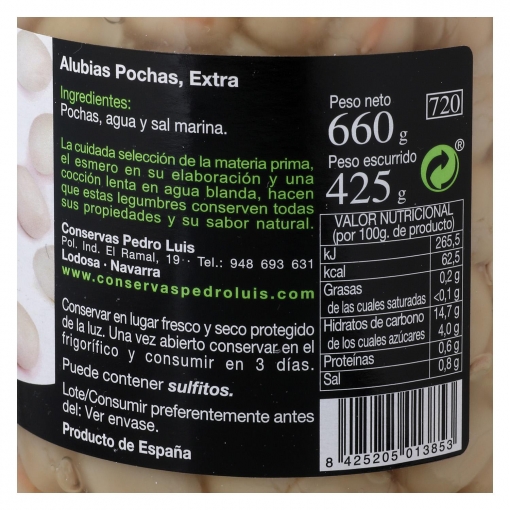 Alubias Pochas, Extra
Ingredientes:
Pochas, agua y sal marina.
La cuidada selección de la materia prima,
el esmero en su elaboración y una
cocción lenta en agua blanda, hacen
que estas legumbres conserven todas
sus propiedades y su sabor natural.
Conservas Pedro Luis
Pol. Ind. El Ramal, 19 · Tel.: 948 693 631
Lodosa · Navarra
www.conservaspedroluis.com
Conservar en lugar fresco y seco protegido
de la luz. Una vez abierto conservar en el
frigorífico y consumir en 3 días.
Puede contener sulfitos.
Lote/Consumir preferentemente antes
del: Ver envase.
Producto de España
Peso neto
660 g
720
Peso escurrido
425 g
®
VALOR NUTRICIONAL
(por 100g. de producto)
kJ 265,5
kcal 62,5
Grasas 0,2 g
de las cuales saturadas <0,1 g
Hidratos de carbono 14,7 g
de los cuales azúcares 4,0 g
Proteínas 0,6 g
Sal 0,8 g
8 425205 013853